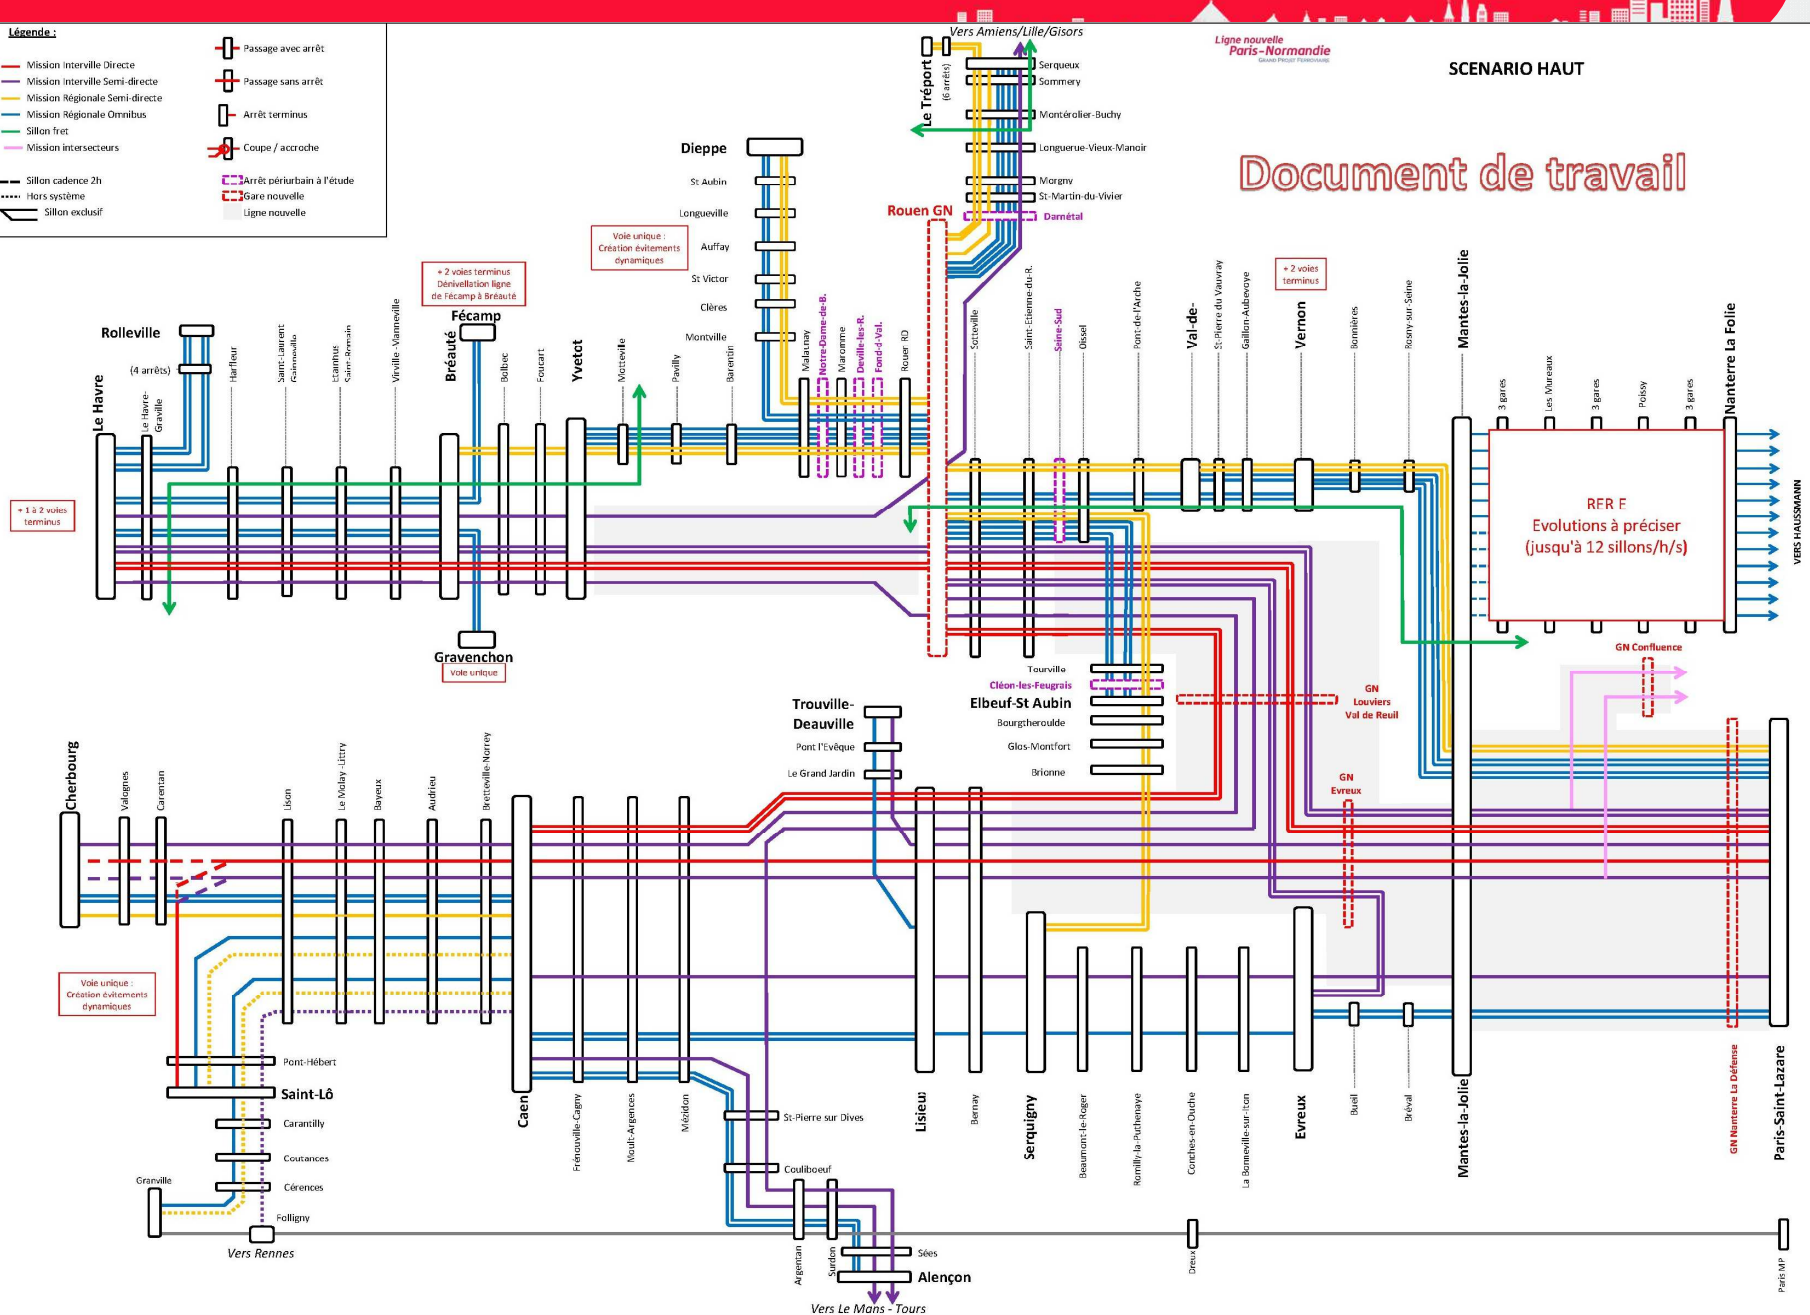 Légende :
Mission Interville Directe
Mission Interville Semi-directe
Mission Régionale Semi-directe
Mission Régionale Omnibus
Sillon fret
Mission intersecteurs
Sillon cadence 2h
Hors système
Sillon exclusif
Passage avec arrêt
Passage sans arrêt
Arrêt terminus
Coupe / accroche
Arrêt périurbain à l'étude
Gare nouvelle
Ligne nouvelle
Vers Amiens/Lille/Gisors
Ligne nouvelle
Paris-Normandie
GRAND PROJET FERROVIAIRE
SCENARIO HAUT
Document de travail
Le Tréport
(6 arrêts)
Serqueux
Sommery
Montérolier-Buchy
Longuerue-Vieux-Manoir
Morgny
St-Martin-du-Vivier
Darnétal
Dieppe
St Aubin
Longueville
Auffay
St Victor
Clères
Montville
Voie unique :
Création évitements
dynamiques
Rouen GN
+ 2 voies terminus
Dénivellation ligne
de Fécamp à Bréauté
Fécamp
Rolleville
(4 arrêts)
Le Havre
Le Havre-
Graville
Harfleur
Saint-Laurent
Gainneville
Etainhus
Saint-Romain
Virville-Manneville
Bréauté
Bolbec
Foucart
Yvetot
Motteville
Pavilly
Barentin
Malaunay
Notre-Dame-de-B.
Maromme
Deville-les-R.
Fond-d-Val.
Rouen RD
Sotteville
Saint-Etienne-du-R.
Seine-Sud
Oissel
Pont-de-l'Arche
Val-de-
St-Pierre du Vauvray
Gaillon-Aubevoye
+ 2 voies
terminus
Vernon
Bonnières
Rosny-sur-Seine
Mantes-la-Jolie
3 gares
Les Mureaux
3 gares
Poissy
3 gares
Nanterre La Folie
+ 1 à 2 voies
terminus
RER E
Evolutions à préciser
(jusqu'à 12 sillons/h/s)
VERS HAUSSMANN
Gravenchon
Voie unique
GN Confluence
Tourville
Cléon-les-Feugrais
Elbeuf-St Aubin
Bourgtheroulde
Glos-Montfort
Brionne
GN
Louviers
Val de Reuil
GN
Evreux
Trouville-
Deauville
Pont l'Evêque
Le Grand Jardin
Cherbourg
Valognes
Carentan
Lison
Le Molay -Littry
Bayeux
Audrieu
Bretteville-Norrey
Voie unique :
Création évitements
dynamiques
Pont-Hébert
Saint-Lô
Carantilly
Coutances
Cérences
Granville
Folligny
Vers Rennes
Caen
Frénouville-Cagny
Moult-Argences
Mézidon
St-Pierre sur Dives
Couliboeuf
Argentan
Surdon
Sées
Alençon
Vers Le Mans - Tours
Lisieux
Bernay
Serquigny
Beaumont-le-Roger
Romilly-la-Puthenaye
Conches-en-Ouche
La Bonneville-sur-Iton
Evreux
Bueil
Bréval
Mantes-la-Jolie
GN Nanterre La Défense
Paris-Saint-Lazare
Dreux
Paris MP